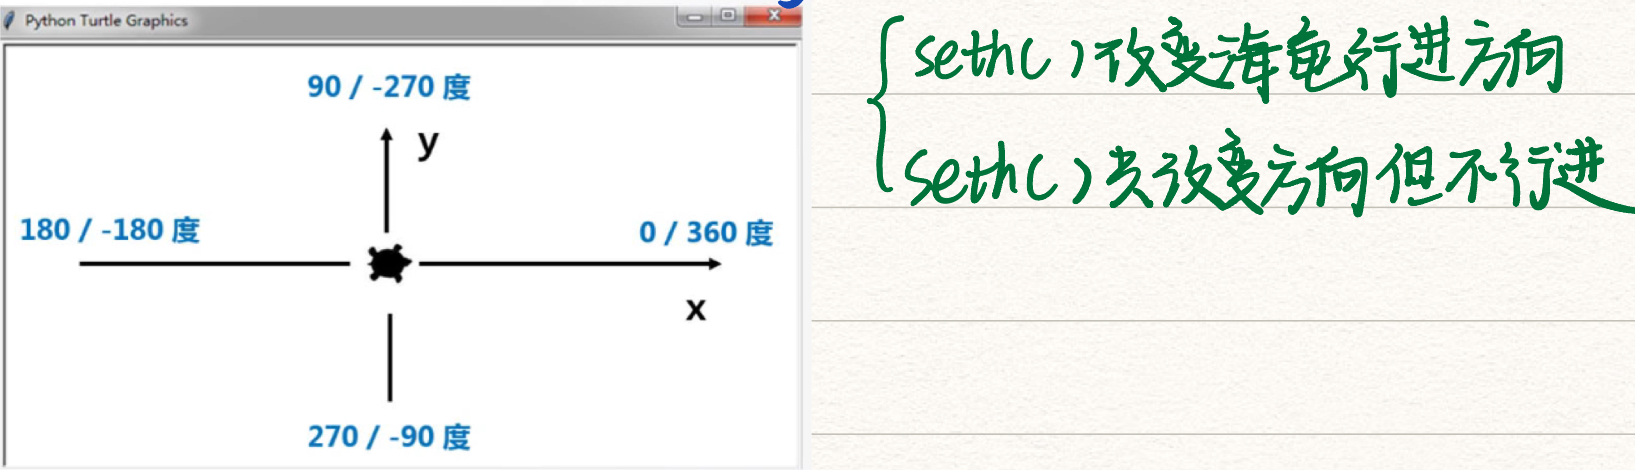 Python Turtle Graphics
90 / -270 度
y
180 / -180 度
0 / 360 度
x
270 / -90 度
seth()改变海龟行进方向
seth()只改变方向但不行进